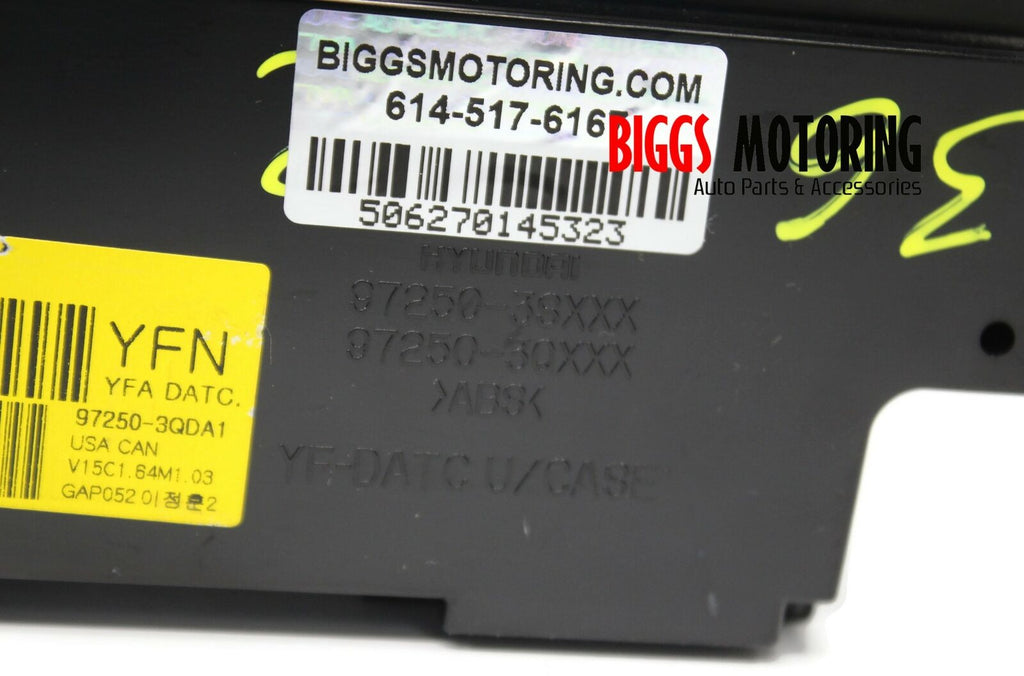 BIGGSMOTORING.COM
614-517-616
506270145323
BIGGS MOTORING
Auto Parts & Accessories
36
HYUNDAI
97250-3SXXX
97250-3QXXX
>ABS<
YF-DATC U/CASE
YFN
YFA DATC.
97250-3QDA1
USA CAN
V15C1.64M1.03
GAP052 이정훈2